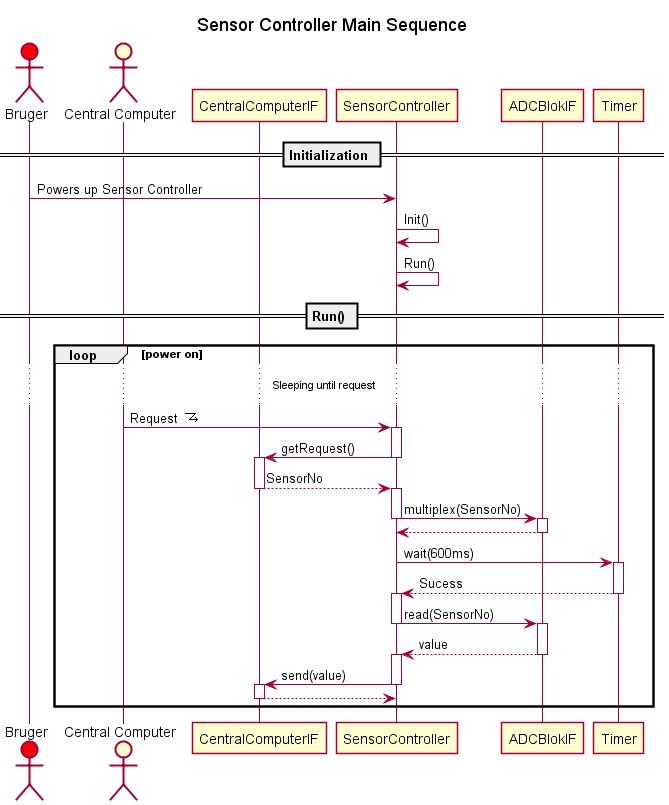 Sensor Controller Main Sequence
Bruger
Central Computer
CentralComputerIF
SensorController
ADCBlokIF
Timer
Initialization
Powers up Sensor Controller
Init()
Run()
Run()
loop
[power on]
Sleeping until request
Request
getRequest()
SensorNo
multiplex(SensorNo)
wait(600ms)
Sucess
read(SensorNo)
value
send(value)
Bruger
Central Computer
CentralComputerIF
SensorController
ADCBlokIF
Timer